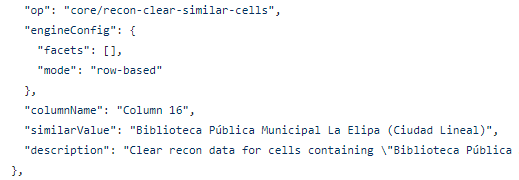 "op": "core/recon-clear-similar-cells",
"engineConfig": {
"facets": [],
"mode": "row-based"
},
"columnName": "Column 16",
"similarValue": "Biblioteca Pública Municipal La Elipa (Ciudad Lineal)",
"description": "Clear recon data for cells containing \"Biblioteca Pública
},